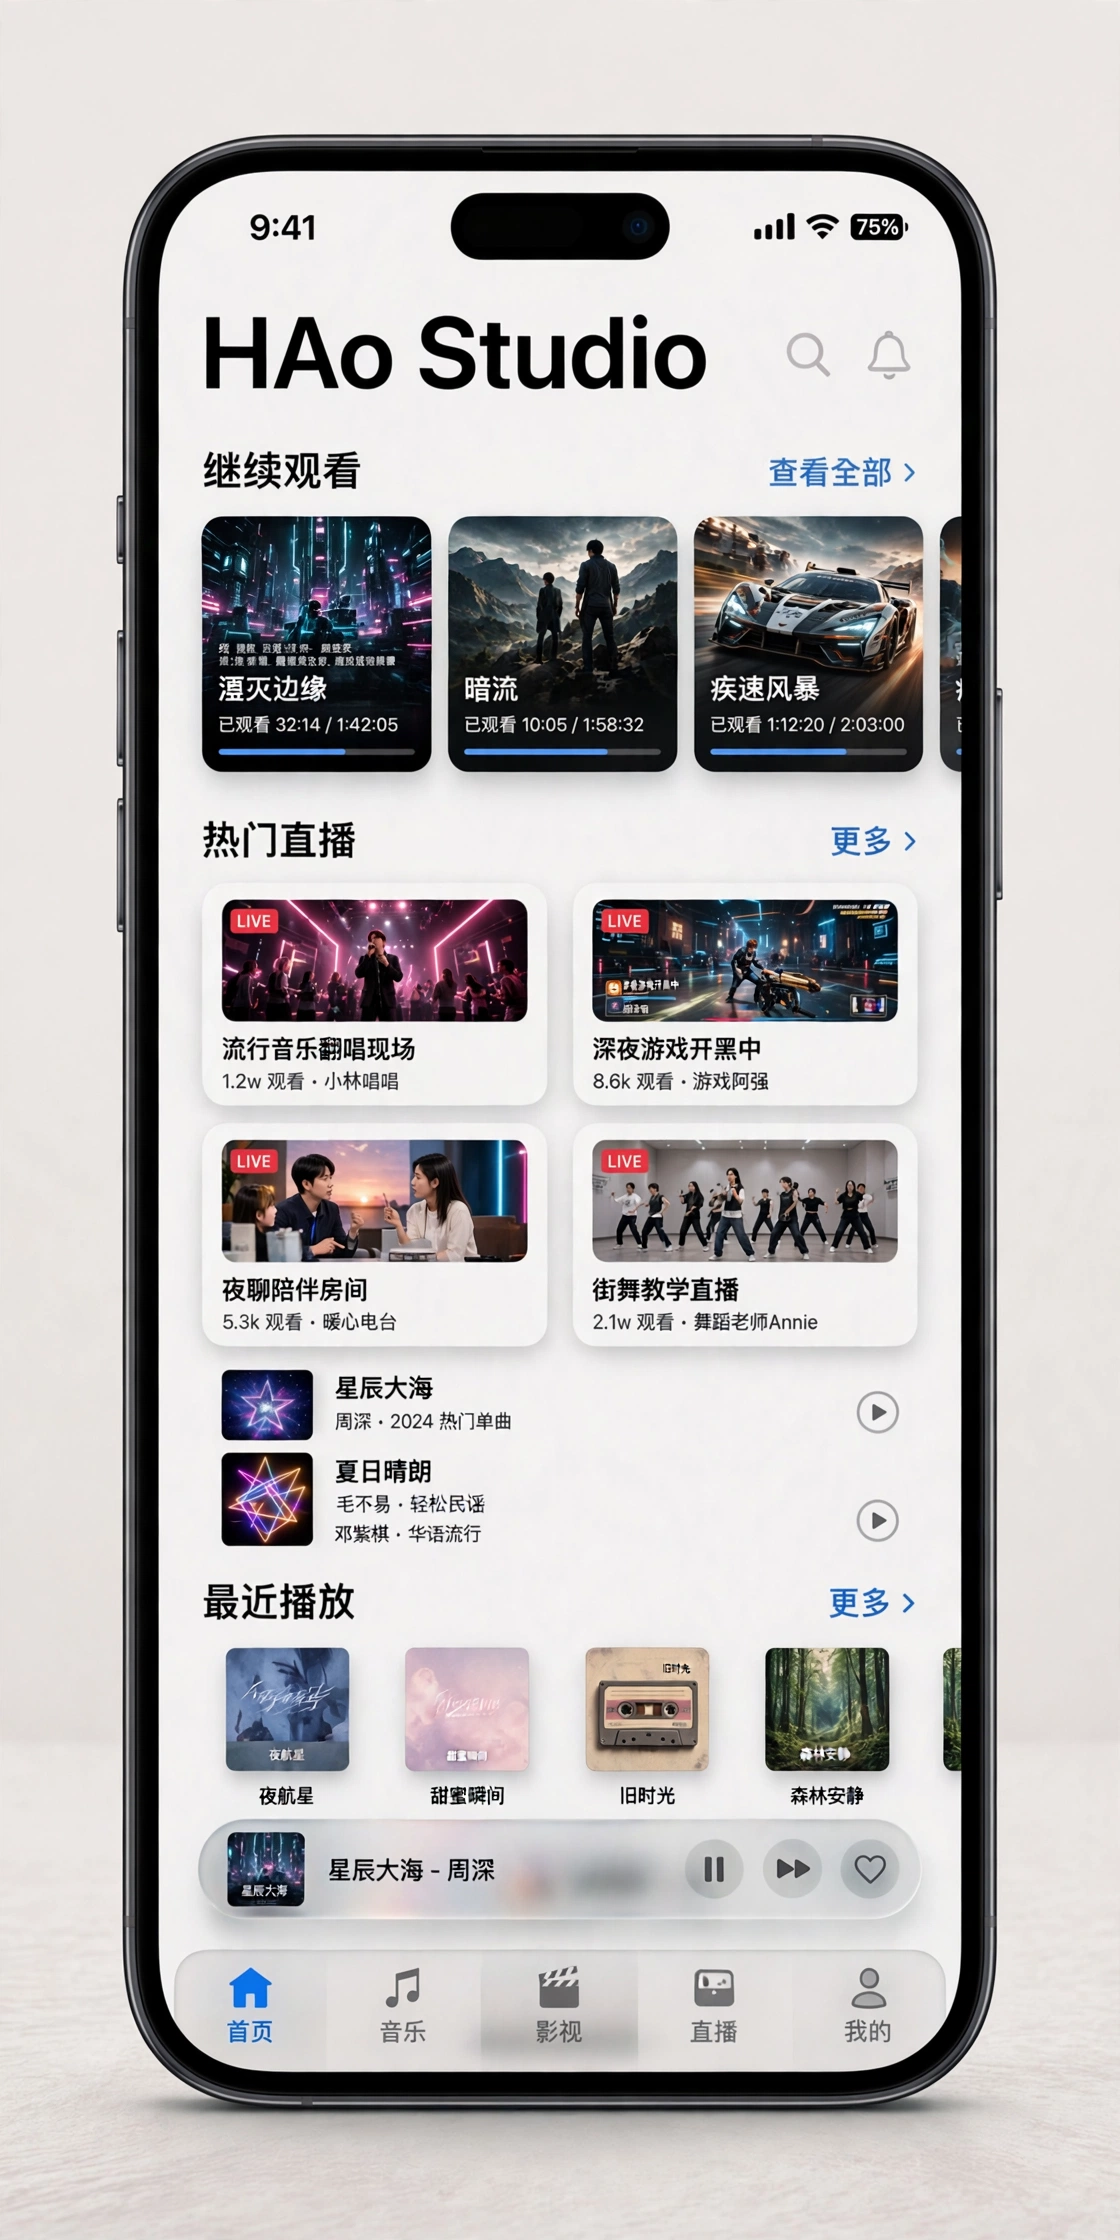 9:41
75%
HAo Studio
继续观看
查看全部 >
灭边缘
已观看 32:14 / 1:42:05
暗流
已观看 10:05 / 1:58:32
疾速风暴
已观看 1:12:20 / 2:03:00
热门直播
更多 >
LIVE
流行音乐翻唱现场
1.2w 观看 · 小林唱唱
LIVE
深夜游戏开黑中
8.6k 观看 · 游戏阿强
LIVE
夜聊陪伴房间
5.3k 观看 · 暖心电台
LIVE
街舞教学直播
2.1w 观看 · 舞蹈老师Annie
星辰大海
周深 · 2024 热门单曲
夏日晴朗
毛不易 · 轻松民谣
邓紫棋 · 华语流行
最近播放
更多 >
夜航星
夜航星
甜蜜瞬间
旧时光
旧时光
森林安静
森林安静
星辰大海
星辰大海 - 周深
首页
音乐
影视
直播
我的